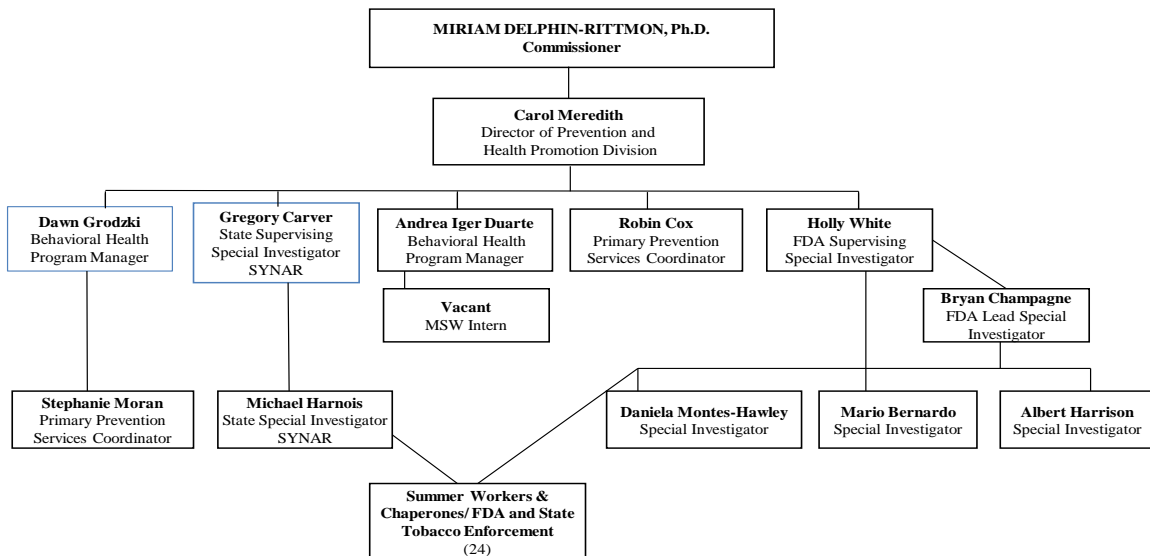 MIRIAM DELPHIN-RITTMON, Ph.D.
Commissioner
Carol Meredith
Director of Prevention and
Health Promotion Division
Dawn Grodzki
Behavioral Health
Program Manager
Gregory Carver
State Supervising
Special Investigator
SYNAR
Andrea Iger Duarte
Behavioral Health
Program Manager
Robin Cox
Primary Prevention
Services Coordinator
Holly White
FDA Supervising
Special Investigator
Vacant
MSW Intern
Bryan Champagne
FDA Lead Special
Investigator
Stephanie Moran
Primary Prevention
Services Coordinator
Michael Harnois
State Special Investigator
SYNAR
Daniela Montes-Hawley
Special Investigator
Mario Bernardo
Special Investigator
Albert Harrison
Special Investigator
Summer Workers &
Chaperones/ FDA and State
Tobacco Enforcement
(24)